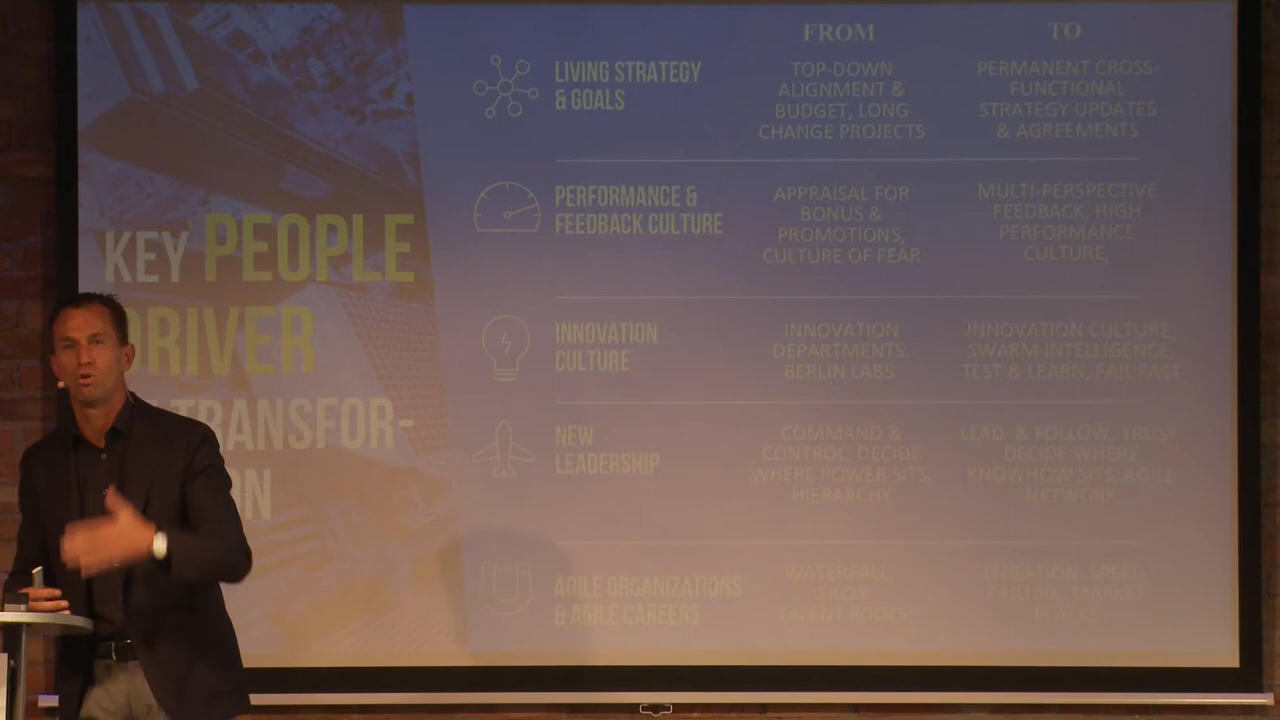 KEY PEOPLE
DRIVER
TRANSFOR-
FROM
TO
LIVING STRATEGY
& GOALS
TOP-DOWN
ALIGNMENT &
BUDGET, LONG
CHANGE PROJECTS
PERMANENT CROSS-
FUNCTIONAL
STRATEGY UPDATES
& AGREEMENTS
PERFORMANCE &
FEEDBACK CULTURE
APPRAISAL FOR
BONUS &
PROMOTIONS,
CULTURE OF FEAR
MULTI-PERSPECTIVE
FEEDBACK, HIGH
PERFORMANCE
CULTURE,
INNOVATION
CULTURE
INNOVATION
DEPARTMENTS.
BERLIN LABS
INNOVATION CULTURE,
SWARM INTELLIGENCE,
TEST & LEARN, FAIL FAST
NEW
LEADERSHIP
COMMAND &
CONTROL, DECIDE
WHERE POWER SITS,
HIERARCHY
LEAD & FOLLOW, TRUST
DECIDE WHERE
KNOWHOW SITS, AGILE
NETWORK
AGILE ORGANIZATIONS
& AGILE CAREERS
WATERFALL,
SILOS
TALENT POOLS